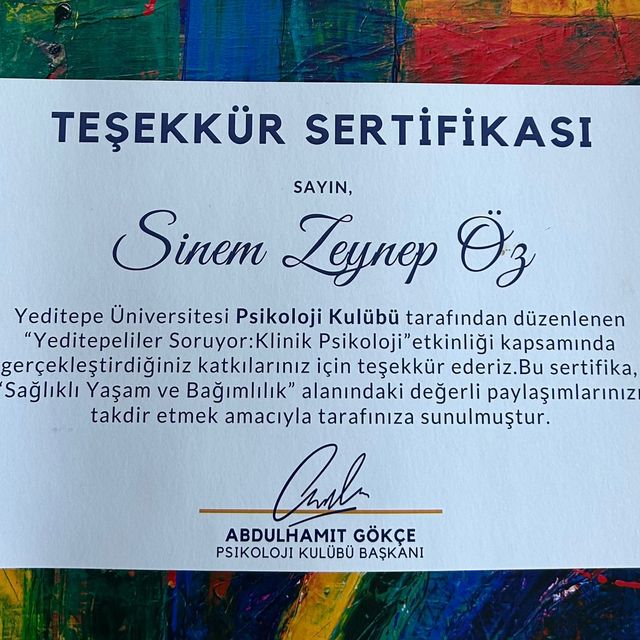 TEŞEKKÜR SERTİFİKASI
SAYIN,
Sinem Zeynep Öz
Yeditepe Üniversitesi Psikoloji Kulübü tarafından düzenlenen
“Yeditepeliler Soruyor:Klinik Psikoloji”etkinliği kapsamında
gerçekleştirdiğiniz katkılarınız için teşekkür ederiz.Bu sertifika,
“Sağlıklı Yaşam ve Bağımlılık” alanındaki değerli paylaşımlarınızı
takdir etmek amacıyla tarafınıza sunulmuştur.
ABDULHAMIT GÖKÇE
PSIKOLOJI KULÜBÜ BAŞKANI